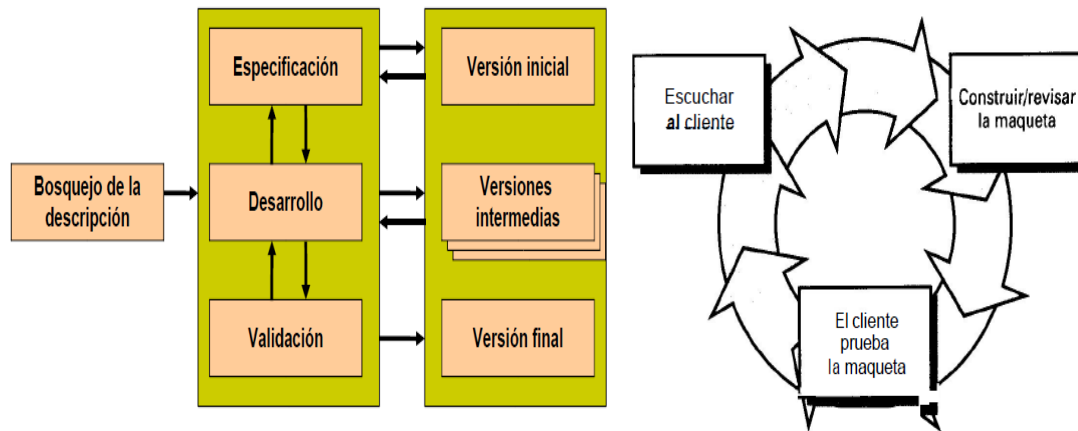 Bosquejo de la
descripción
Especificación
Desarrollo
Validación
Versión inicial
Versiones
intermedias
Versión final
Escuchar
al cliente
Construir/revisar
la maqueta
El cliente
prueba
la maqueta